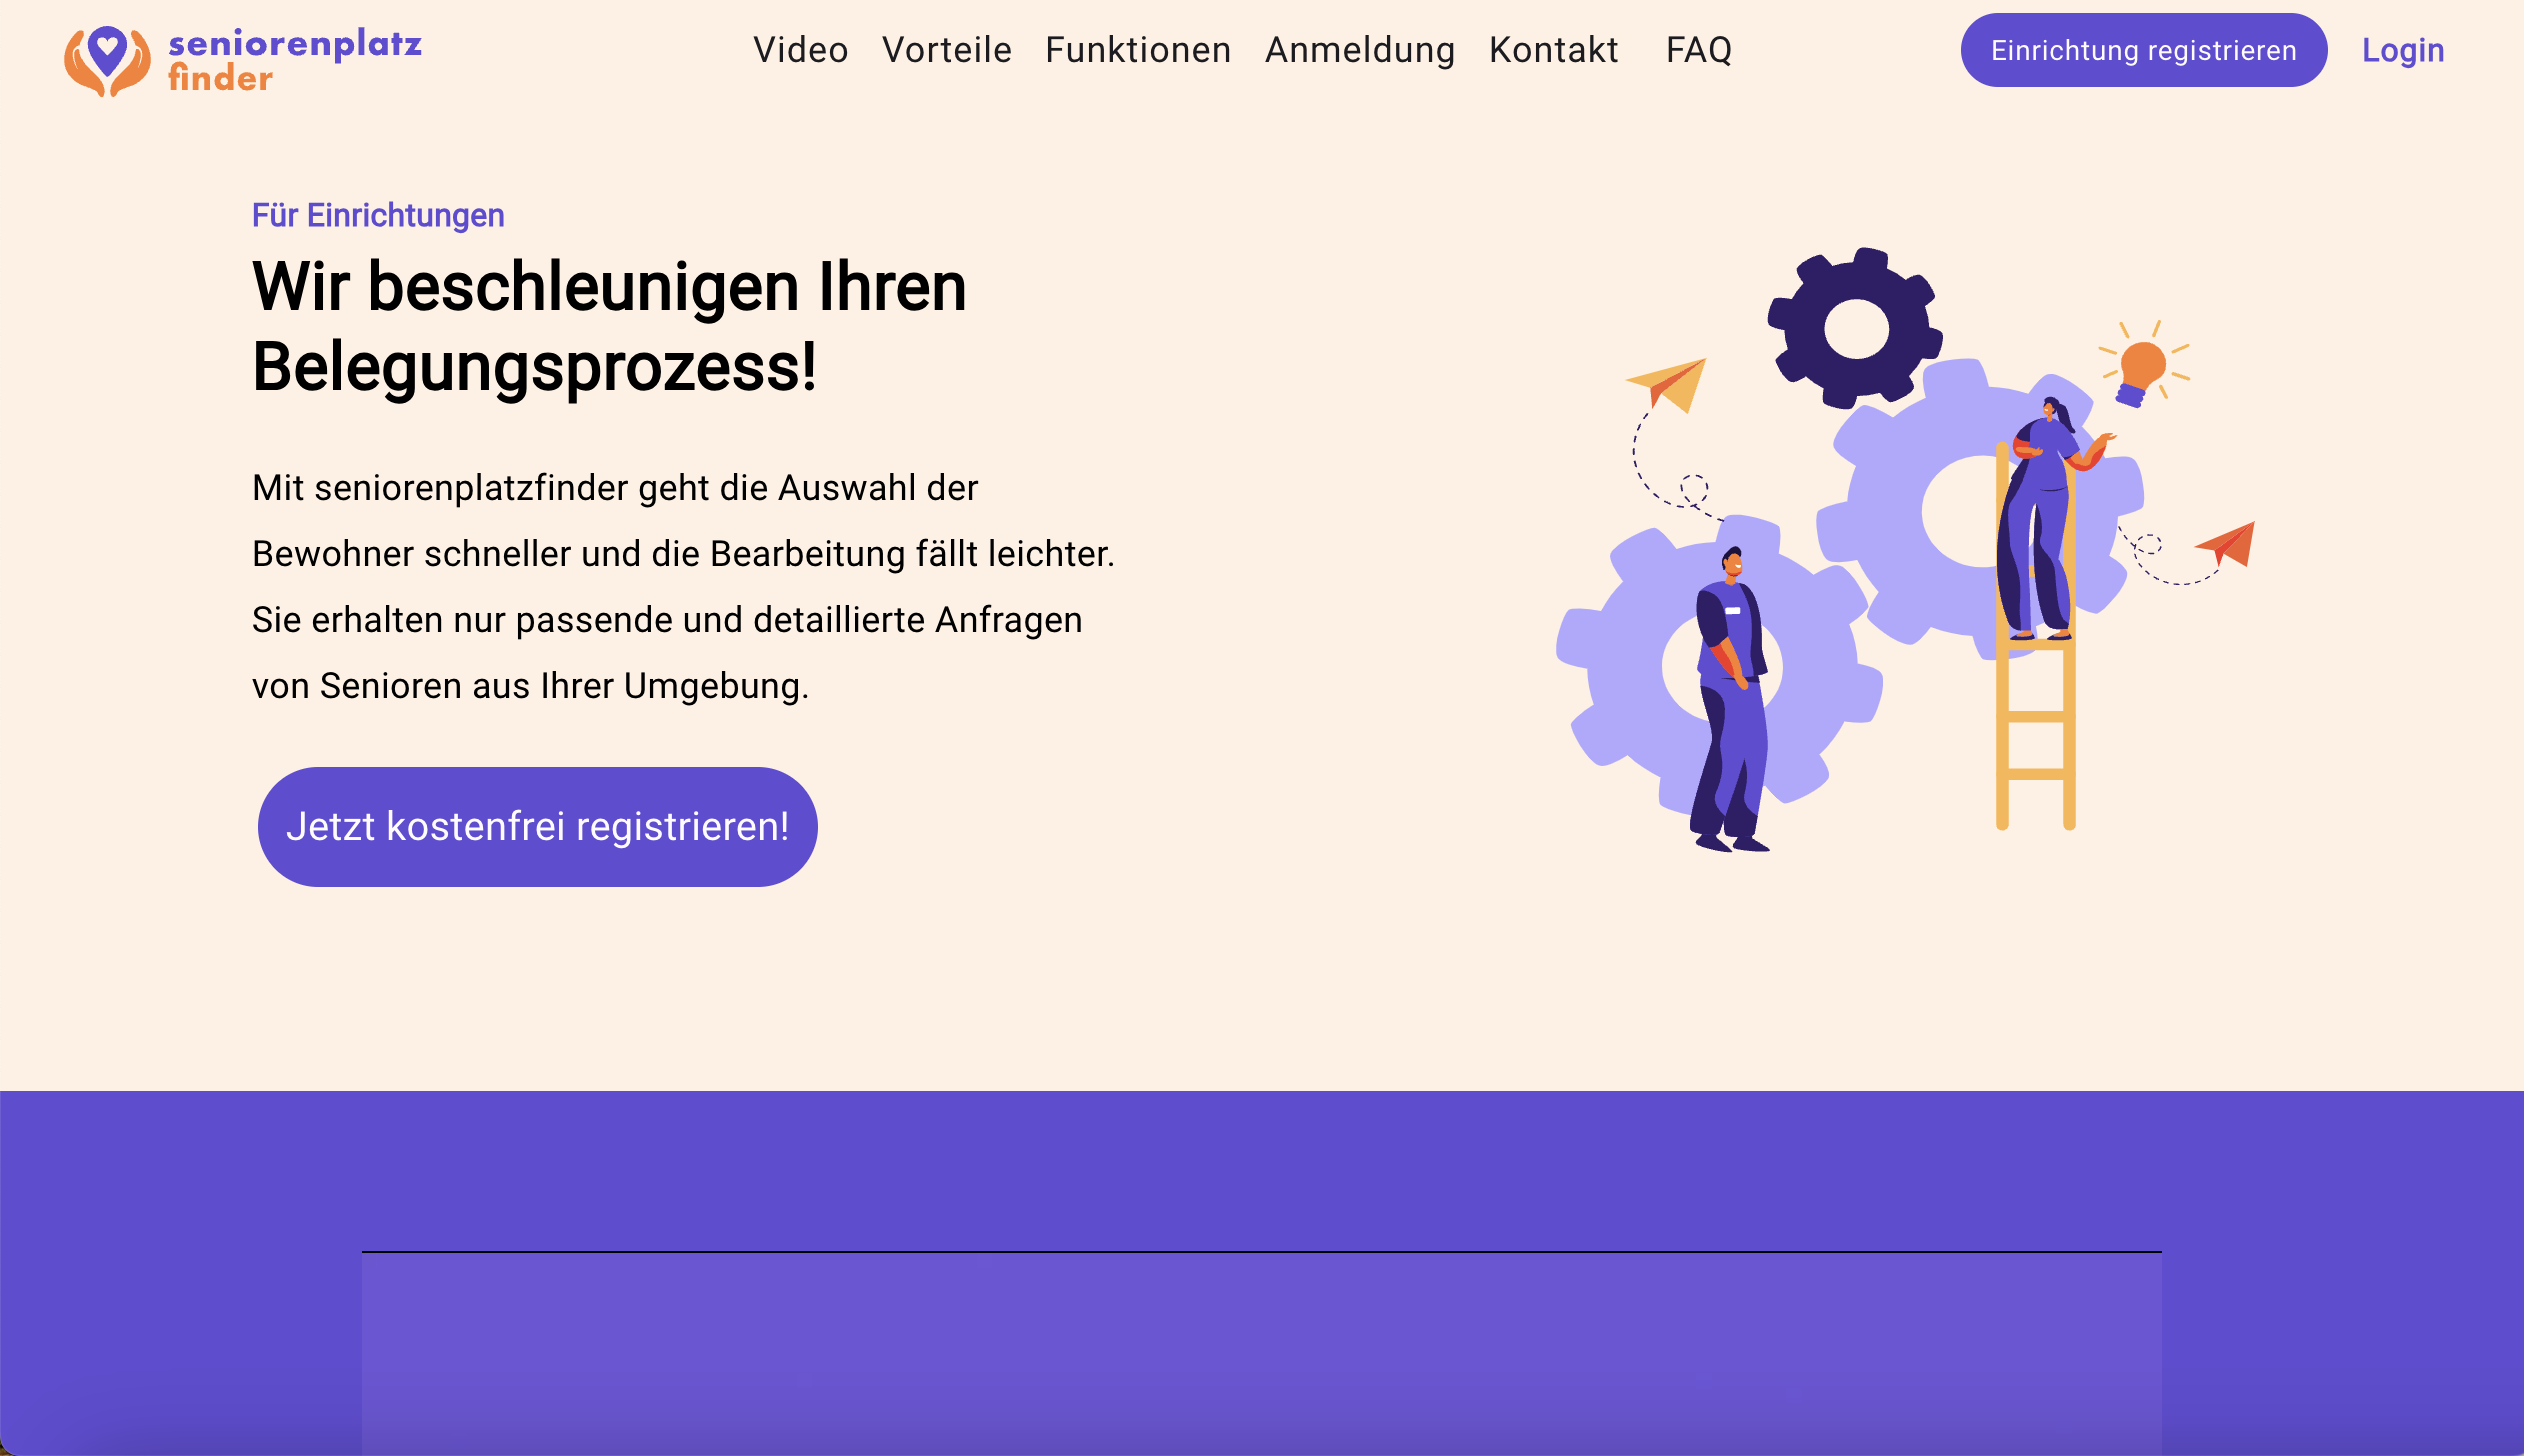 seniorenplatz
finder
Video Vorteile Funktionen Anmeldung Kontakt FAQ
Einrichtung registrieren
Login
Für Einrichtungen
Wir beschleunigen Ihren
Belegungsprozess!
Mit seniorenplatzfinder geht die Auswahl der
Bewohner schneller und die Bearbeitung fällt leichter.
Sie erhalten nur passende und detaillierte Anfragen
von Senioren aus Ihrer Umgebung.
Jetzt kostenfrei registrieren!